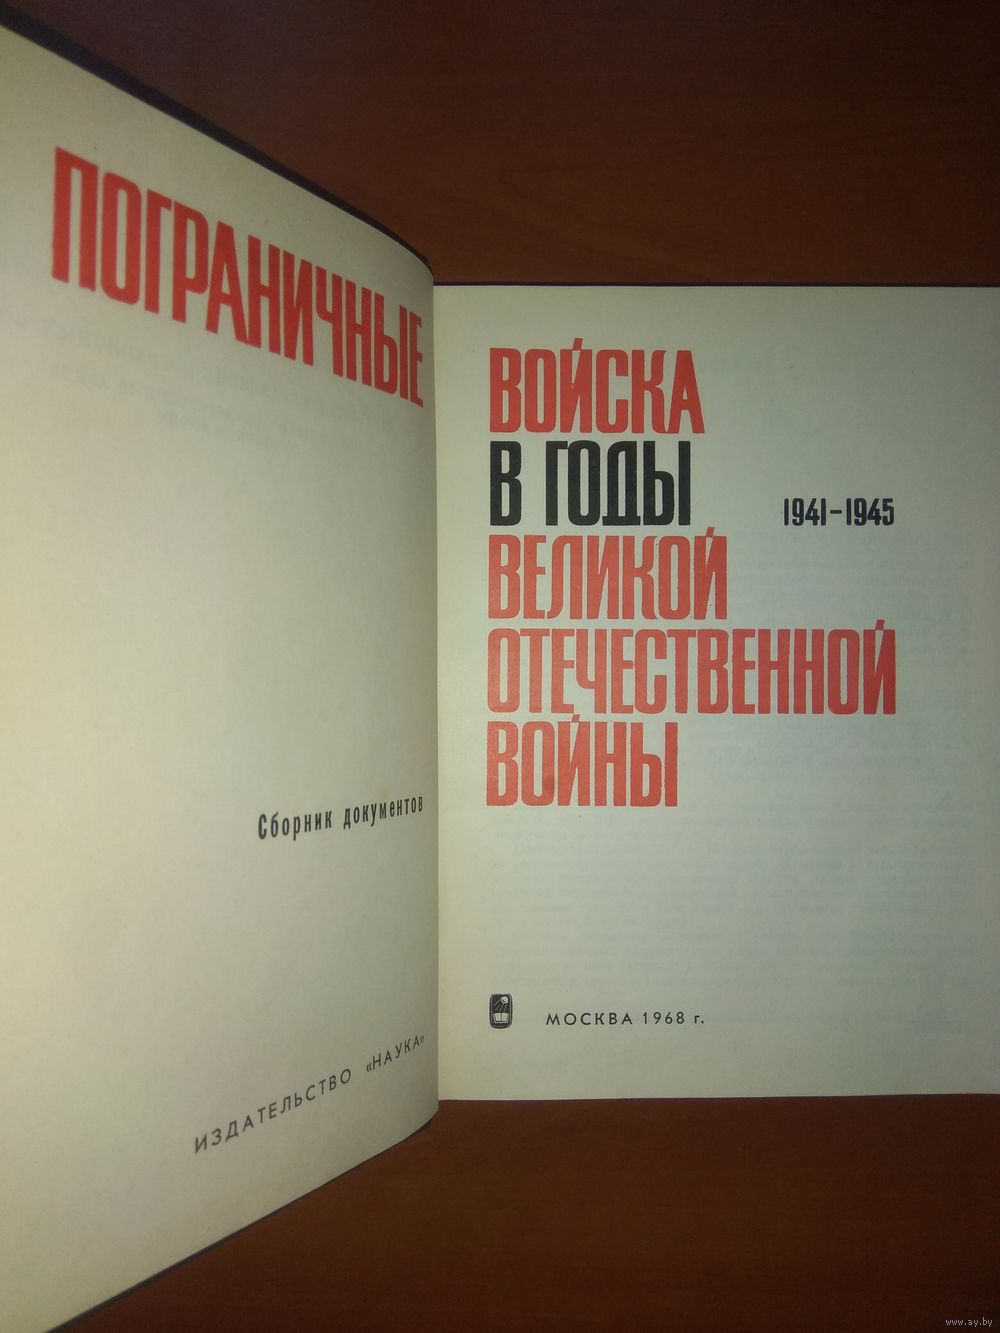 ПОГРАНИЧНЫЕ
Сборник документов
ИЗДАТЕЛЬСТВО «НАУКА»
ВОЙСКА
В ГОДЫ
1941–1945
ВЕЛИКОЙ
ОТЕЧЕСТВЕННОЙ
ВОЙНЫ
МОСКВА 1968 г.
www.ay.by